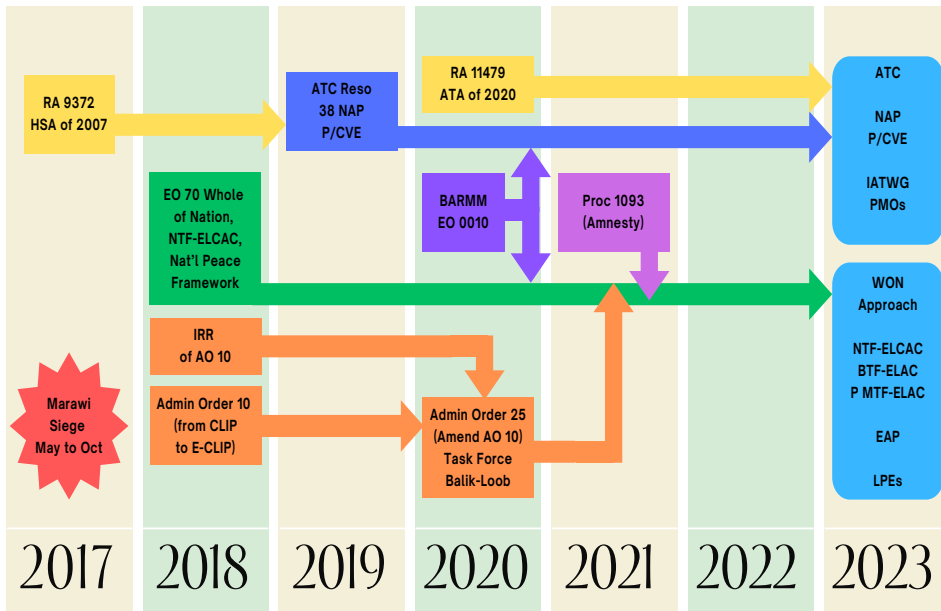 RA 9372
HSA of 2007
ATC Reso
38 NAP
P/CVE
RA 11479
ATA of 2020
ATC
NAP
P/CVE
IATWG
PMOs
EO 70 Whole
of Nation,
NTF-ELCAC,
Nat'l Peace
Framework
BARMM
EO 0010
Proc 1093
(Amnesty)
WON
Approach
NTF-ELCAC
BTF-ELAC
P MTF-ELAC
EAP
LPEs
IRR
of AO 10
Marawi
Siege
May to Oct
Admin Order 10
(from CLIP
to E-CLIP)
Admin Order 25
(Amend AO 10)
Task Force
Balik-Loob
2017
2018
2019
2020
2021
2022
2023